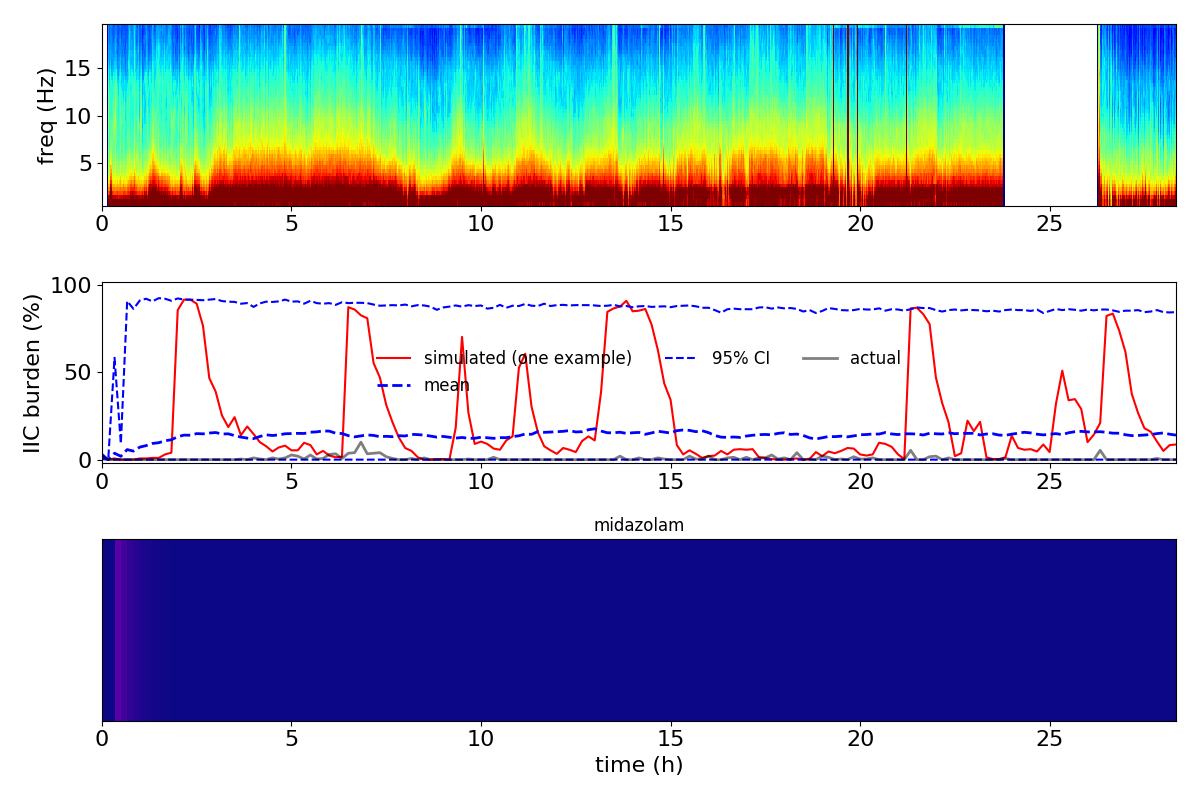 15
10
5
freq (Hz)
0 5 10 15 20 25
100
50
0
IIC burden (%)
simulated (one example) 95% CI actual
mean
0 5 10 15 20 25
midazolam
0 5 10 15 20 25
time (h)